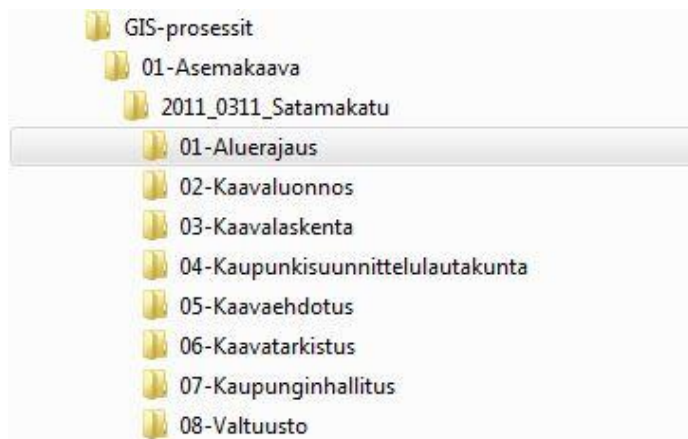 GIS-prosessit
01-Asemakaava
2011_0311_Satamakatu
01-Aluerajaus
02-Kaavaluonnos
03-Kaavalaskenta
04-Kaupunkisuunnittelulautakunta
05-Kaavaehdotus
06-Kaavatarkistus
07-Kaupunginhallitus
08-Valtuusto